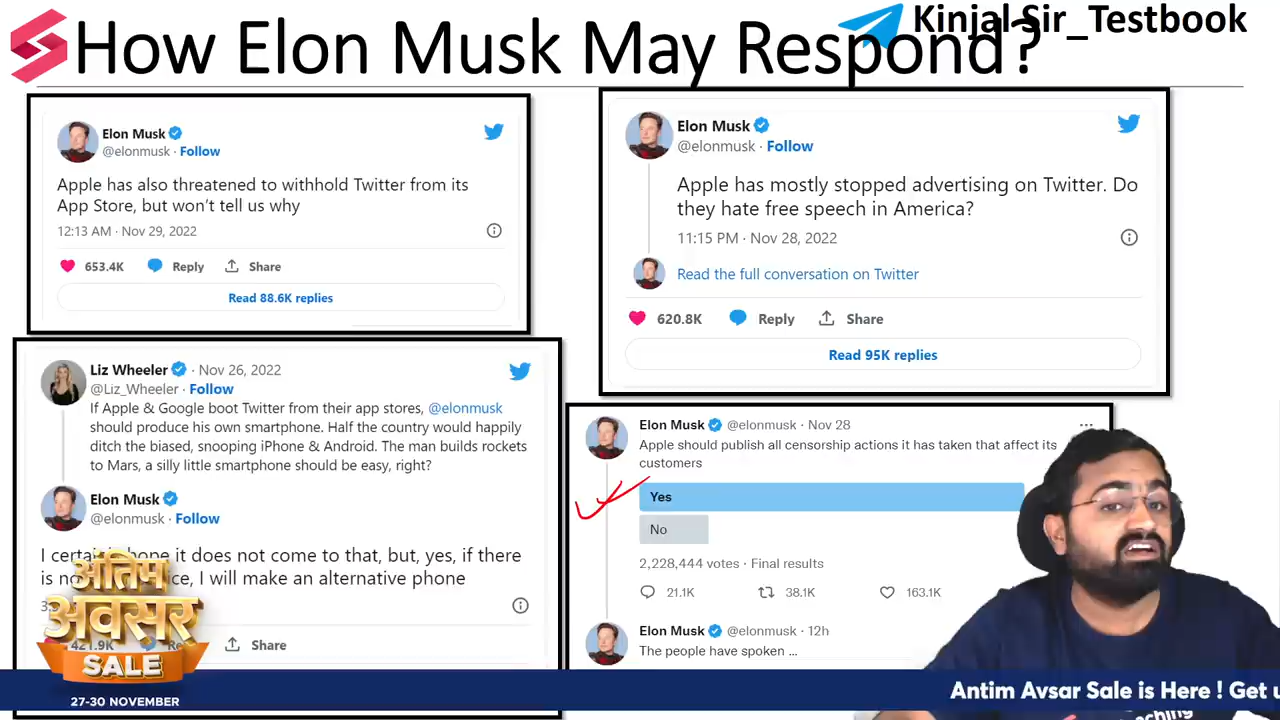 How Elon Musk May Respond?
Kinjal Sir_Testbook
Elon Musk
@elonmusk · Follow
Apple has also threatened to withhold Twitter from its
App Store, but won't tell us why
12:13 AM · Nov 29, 2022
653.4K Reply Share
Read 88.6K replies
Elon Musk
@elonmusk · Follow
Apple has mostly stopped advertising on Twitter. Do
they hate free speech in America?
11:15 PM · Nov 28, 2022
Read the full conversation on Twitter
620.8K Reply Share
Read 95K replies
Liz Wheeler · Nov 26, 2022
@Liz_Wheeler · Follow
If Apple & Google boot Twitter from their app stores, @elonmusk
should produce his own smartphone. Half the country would happily
ditch the biased, snooping iPhone & Android. The man builds rockets
to Mars, a silly little smartphone should be easy, right?
Elon Musk
@elonmusk · Follow
I hope it does not come to that, but, yes, if there
is I will make an alternative phone
421.9K Share
Elon Musk @elonmusk · Nov 28
Apple should publish all censorship actions it has taken that affect its
customers
Yes
No
2,228,444 votes · Final results
21.1K 38.1K 163.1K
Elon Musk @elonmusk · 12h
The people have spoken ...
अंतिम
अवसर
SALE
27-30 NOVEMBER
Antim Avsar Sale is Here ! Get